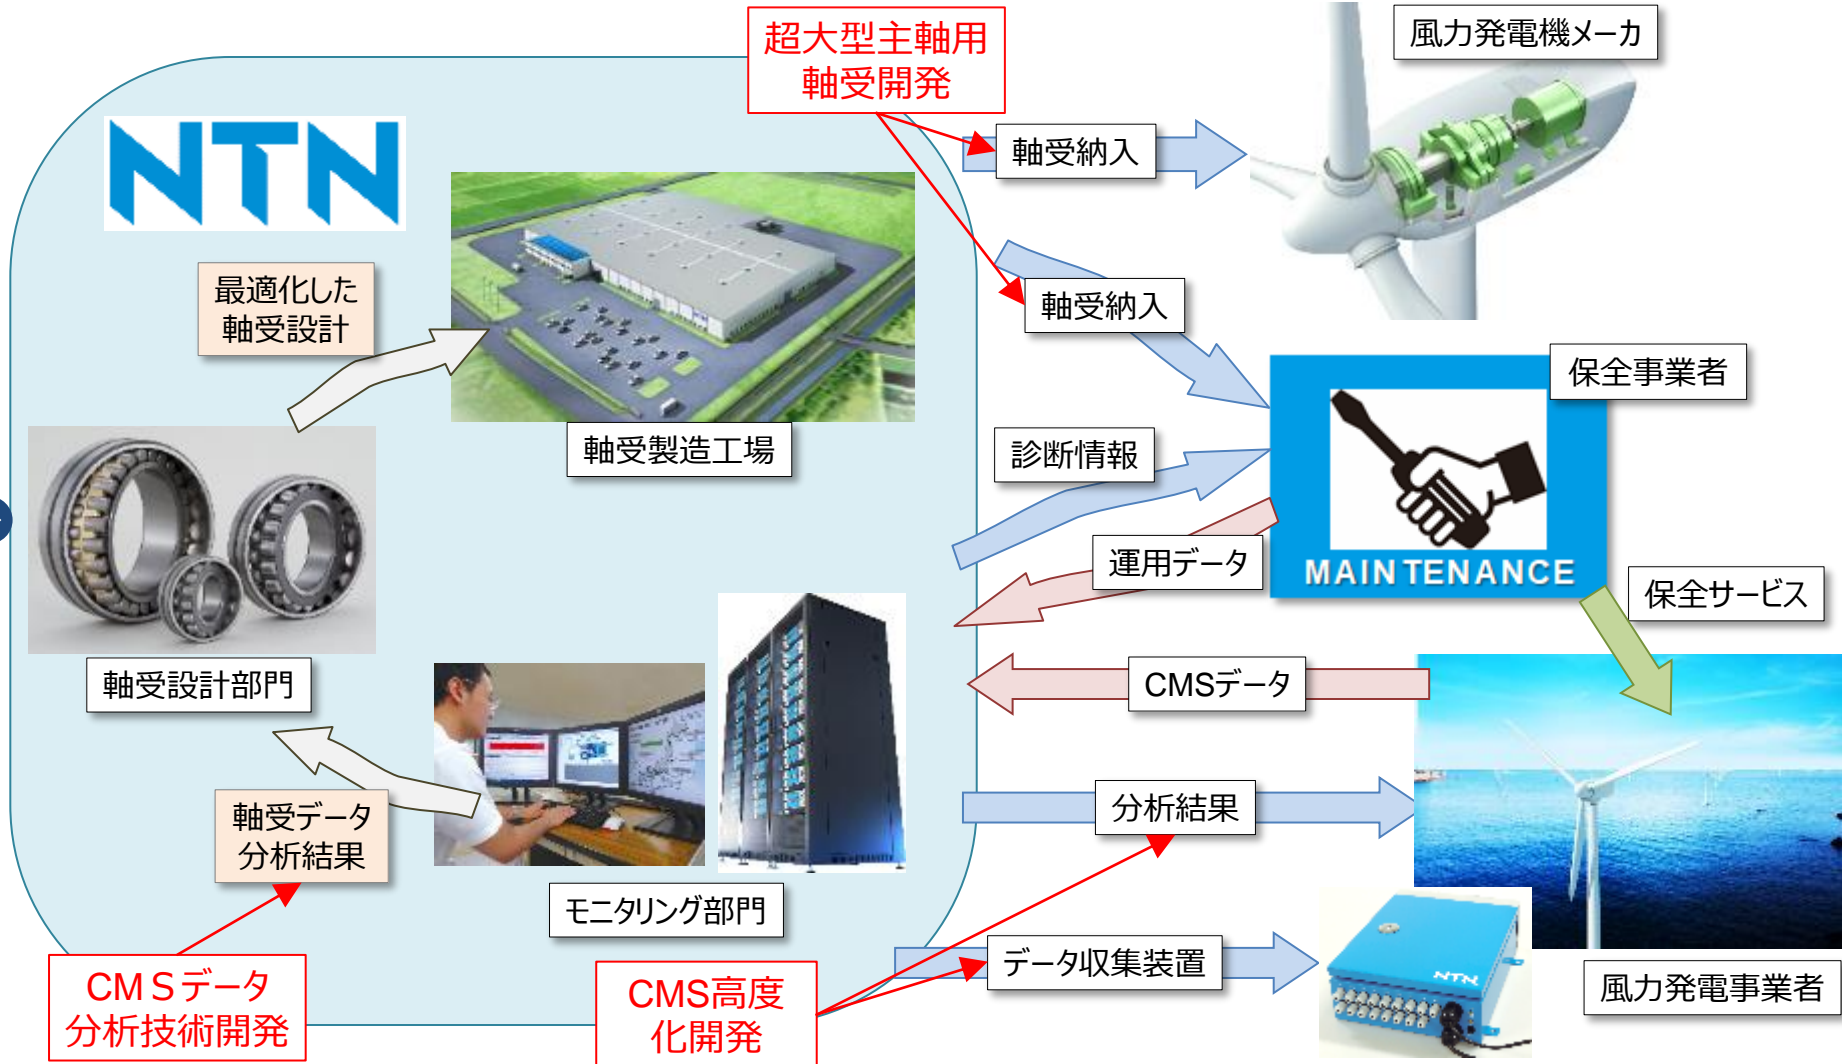 超大型主軸用
軸受開発
風力発電機メーカ
NTN
軸受納入
最適化した
軸受設計
軸受納入
保全事業者
軸受製造工場
診断情報
運用データ
MAINTENANCE
保全サービス
軸受設計部門
CMSデータ
軸受データ
分析結果
分析結果
モニタリング部門
データ収集装置
NTN
風力発電事業者
CMSデータ
分析技術開発
CMS高度
化開発